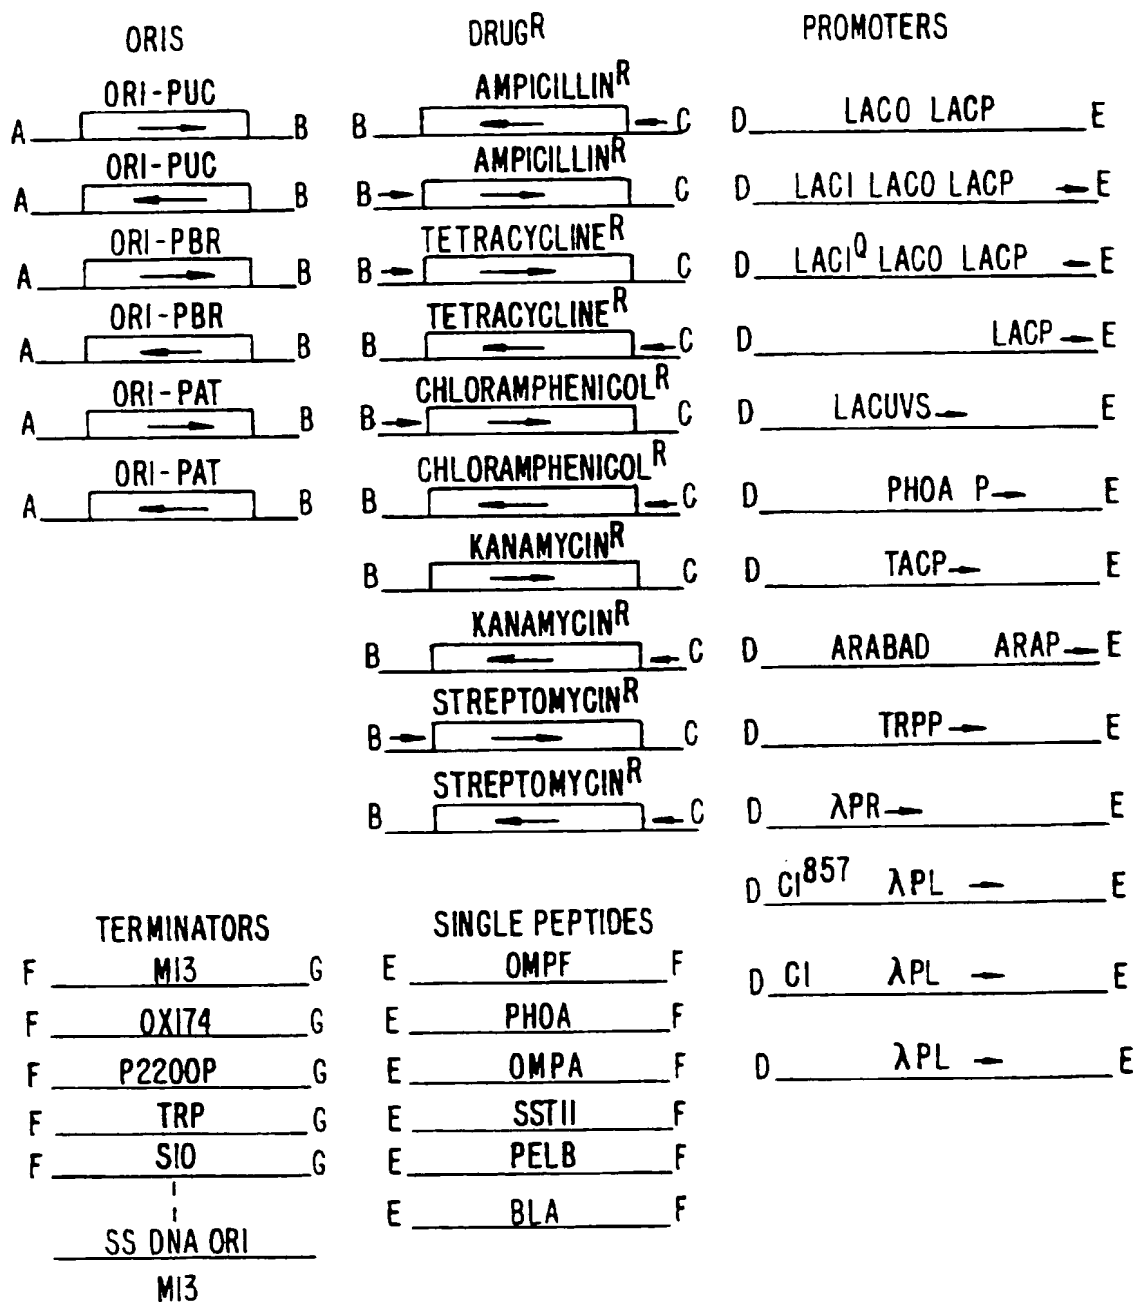 ORIS
ORI-PUC
A B
ORI-PUC
A B
ORI-PBR
A B
ORI-PBR
A B
ORI-PAT
A B
ORI-PAT
A B
DRUGR
AMPICILLINR
B C
AMPICILLINR
B C
TETRACYCLINER
B C
TETRACYCLINER
B C
CHLORAMPHENICOLR
B C
CHLORAMPHENICOLR
B C
KANAMYCINR
B C
KANAMYCINR
B C
STREPTOMYCINR
B C
STREPTOMYCINR
B C
PROMOTERS
D LACO LACP E
D LACI LACO LACP E
D LACIQ LACO LACP E
D LACP E
D LACUVS E
D PHOA P E
D TACP E
D ARABAD ARAP E
D TRPP E
D λPR E
D CI857 λPL E
D CI λPL E
D λPL E
TERMINATORS
F M13 G
F OX174 G
F P2200P G
F TRP G
F S10 G
SS DNA ORI
M13
SINGLE PEPTIDES
E OMPF F
E PHOA F
E OMPA F
E SSTII F
E PELB F
E BLA F